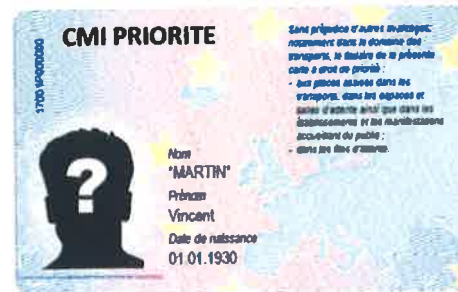 CMI PRIORITE
Sans préjudice d'autres avantages,
notamment dans le domaine des
transports, le titulaire de la présente
carte a droit de priorité :
- aux places assises dans les
transports, dans les espaces et
salles d'attente ainsi que dans les
établissements et les manifestations
accueillant du public ;
- dans les files d'attente.
?
Nom
"MARTIN"
Prénom
Vincent
Date de naissance
01.01.1930